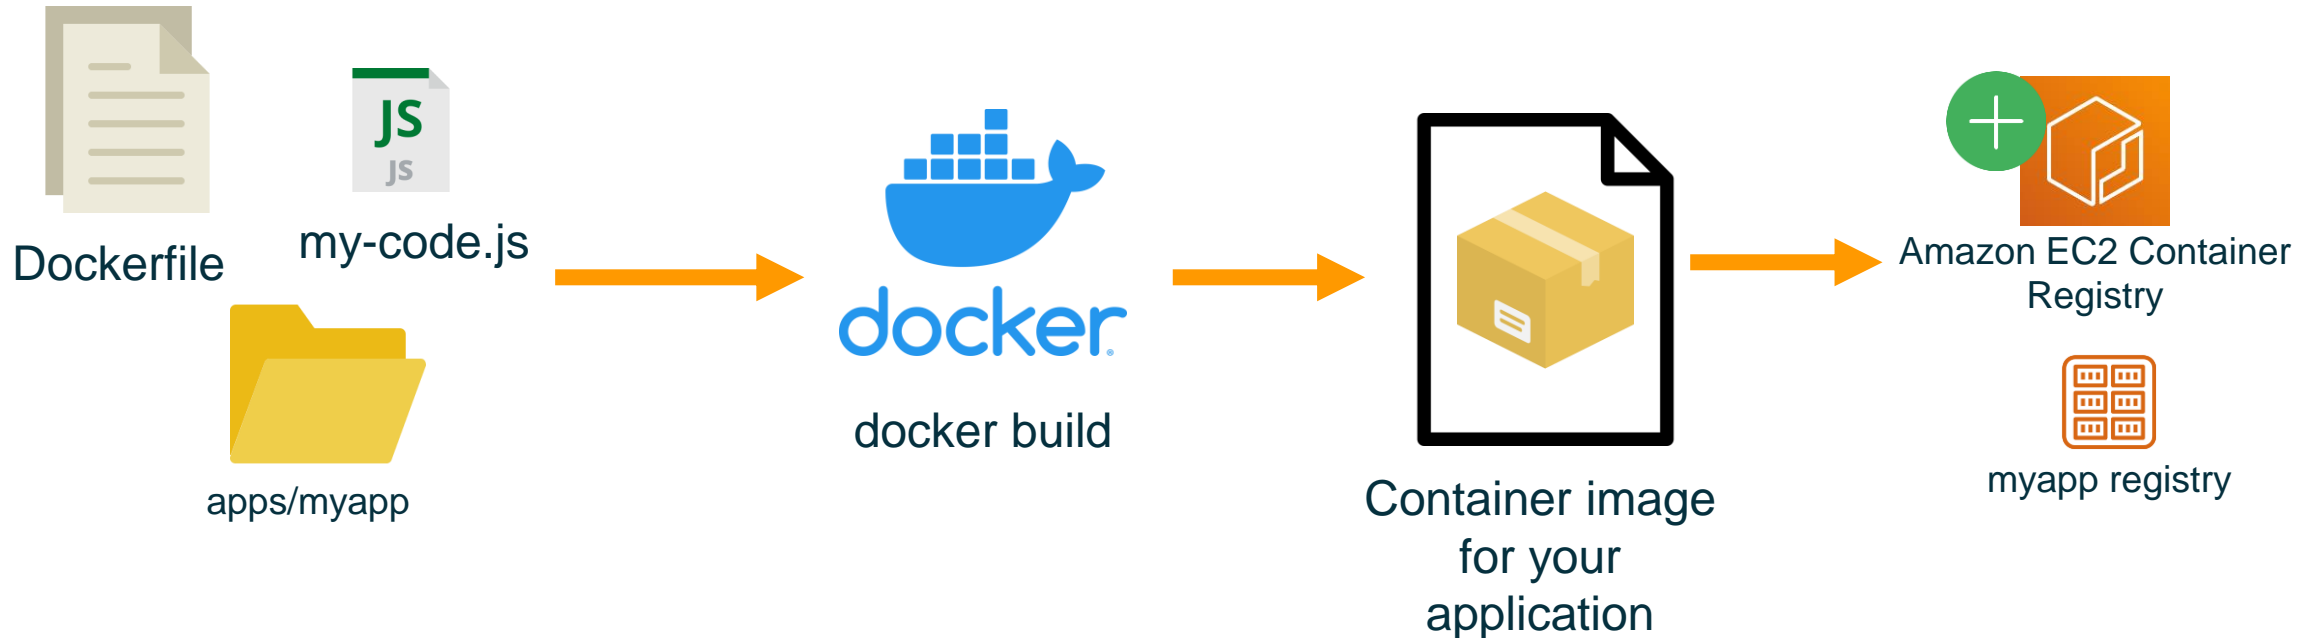 Dockerfile
JS
JS
my-code.js
apps/myapp
docker
docker build
Container image
for your
application
Amazon EC2 Container
Registry
myapp registry